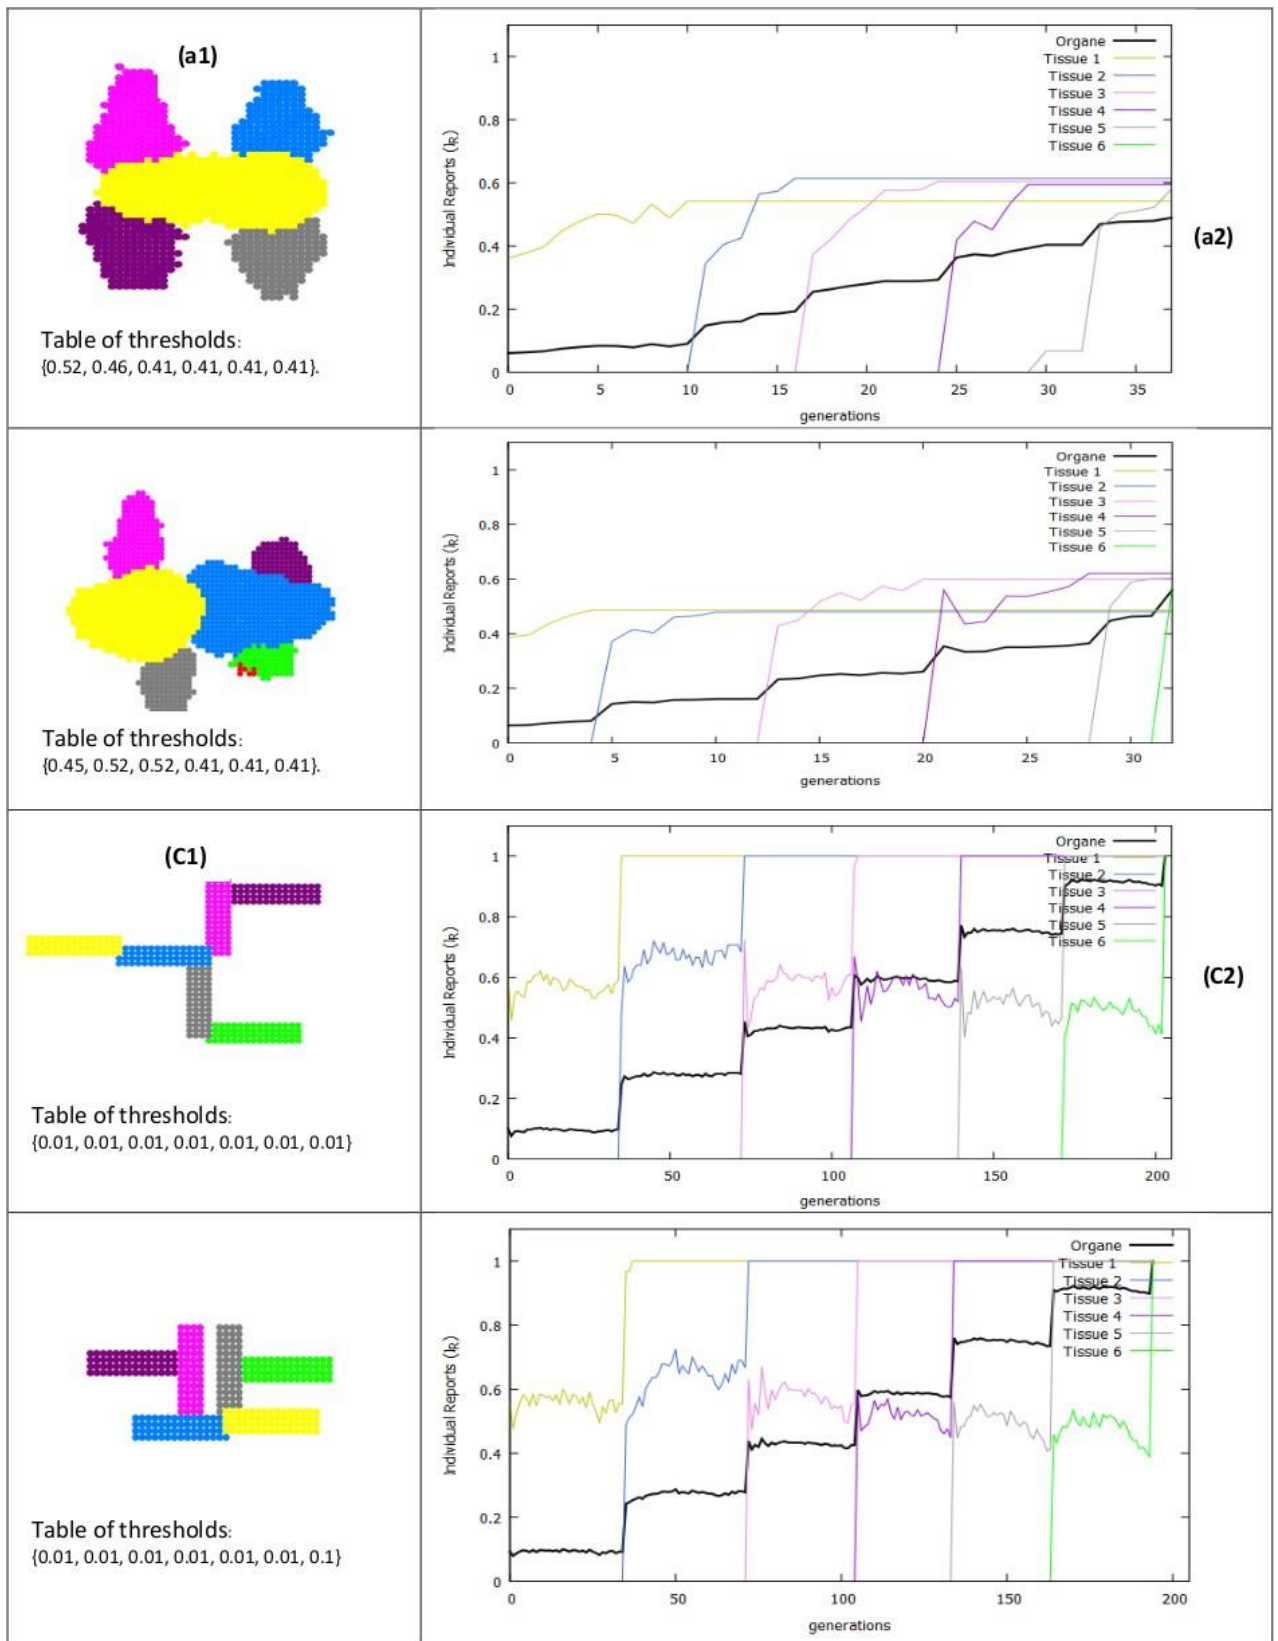 (a1)
Table of thresholds:
{0.52, 0.46, 0.41, 0.41, 0.41, 0.41}.
Organe
Tissue 1
Tissue 2
Tissue 3
Tissue 4
Tissue 5
Tissue 6
1
0.8
0.6
0.4
0.2
0
Individual Reports (IR)
0 5 10 15 20 25 30 35
generations
(a2)
Table of thresholds:
{0.45, 0.52, 0.52, 0.41, 0.41, 0.41}.
Organe
Tissue 1
Tissue 2
Tissue 3
Tissue 4
Tissue 5
Tissue 6
1
0.8
0.6
0.4
0.2
0
Individual Reports (IR)
0 5 10 15 20 25 30
generations
(C1)
Table of thresholds:
{0.01, 0.01, 0.01, 0.01, 0.01, 0.01, 0.01}
Organe
Tissue 1
Tissue 2
Tissue 3
Tissue 4
Tissue 5
Tissue 6
1
0.8
0.6
0.4
0.2
0
Individual Reports (IR)
0 50 100 150 200
generations
(C2)
Table of thresholds:
{0.01, 0.01, 0.01, 0.01, 0.01, 0.01, 0.1}
Organe
Tissue 1
Tissue 2
Tissue 3
Tissue 4
Tissue 5
Tissue 6
1
0.8
0.6
0.4
0.2
0
Individual Reports (IR)
0 50 100 150 200
generations